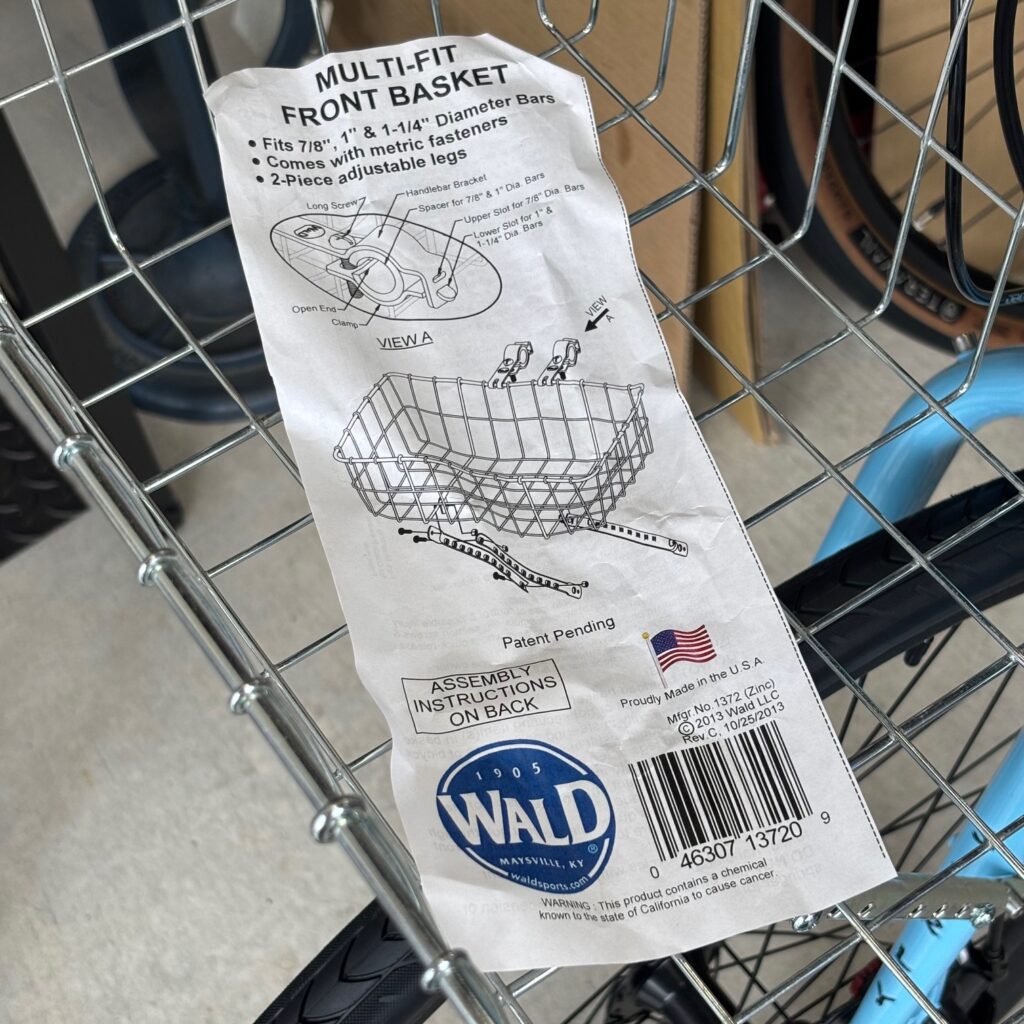 MULTI-FIT
FRONT BASKET
• Fits 7/8", 1" & 1-1/4" Diameter Bars
• Comes with metric fasteners
• 2-Piece adjustable legs
Long Screw
Handlebar Bracket
Spacer for 7/8" & 1" Dia. Bars
Upper Slot for 7/8" Dia. Bars
Lower Slot for 1" &
1-1/4" Dia. Bars
Open End
Clamp
VIEW A
VIEW
A
Patent Pending
ASSEMBLY
INSTRUCTIONS
ON BACK
Proudly Made in the U.S.A
Mfgr.No.1372 (Zinc)
© 2013 Wald LLC
Rev C, 10/25/2013
1905
WALD®
MAYSVILLE, KY
waldsports.com
0 46307 13720 9
WARNING : This product contains a chemical
known to the state of California to cause cancer.